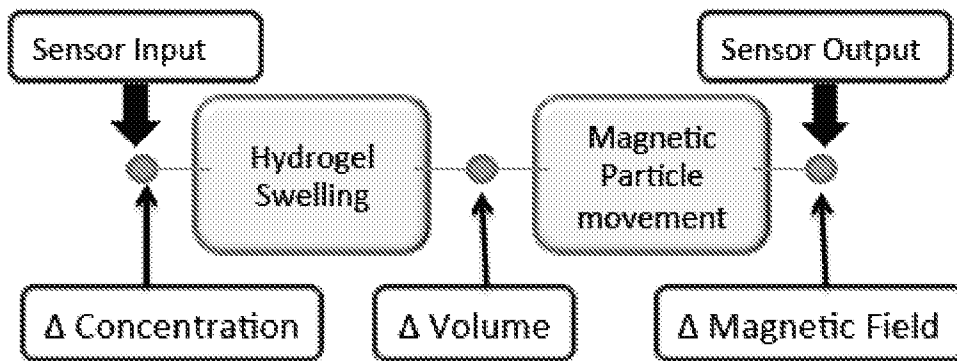 Sensor Input
Sensor Output
Hydrogel
Swelling
Magnetic
Particle
movement
Δ Concentration
Δ Volume
Δ Magnetic Field